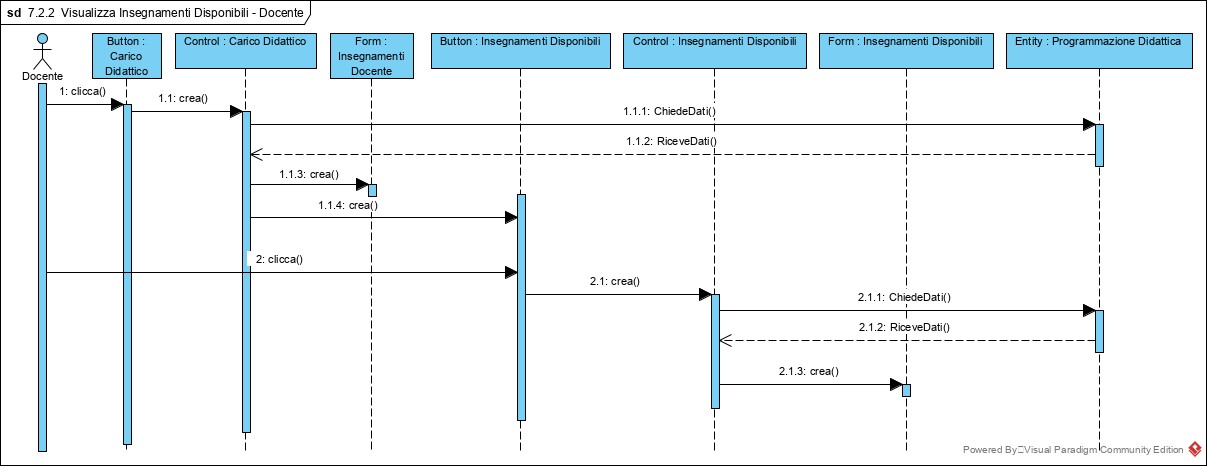 sd 7.2.2 Visualizza Insegnamenti Disponibili - Docente
Docente
Button :
Carico
Didattico
Control : Carico Didattico
Form :
Insegnamenti
Docente
Button : Insegnamenti Disponibili
Control : Insegnamenti Disponibili
Form : Insegnamenti Disponibili
Entity : Programmazione Didattica
1: clicca()
1.1: crea()
1.1.1: ChiedeDati()
1.1.2: RiceveDati()
1.1.3: crea()
1.1.4: crea()
2: clicca()
2.1: crea()
2.1.1: ChiedeDati()
2.1.2: RiceveDati()
2.1.3: crea()
Powered By Visual Paradigm Community Edition